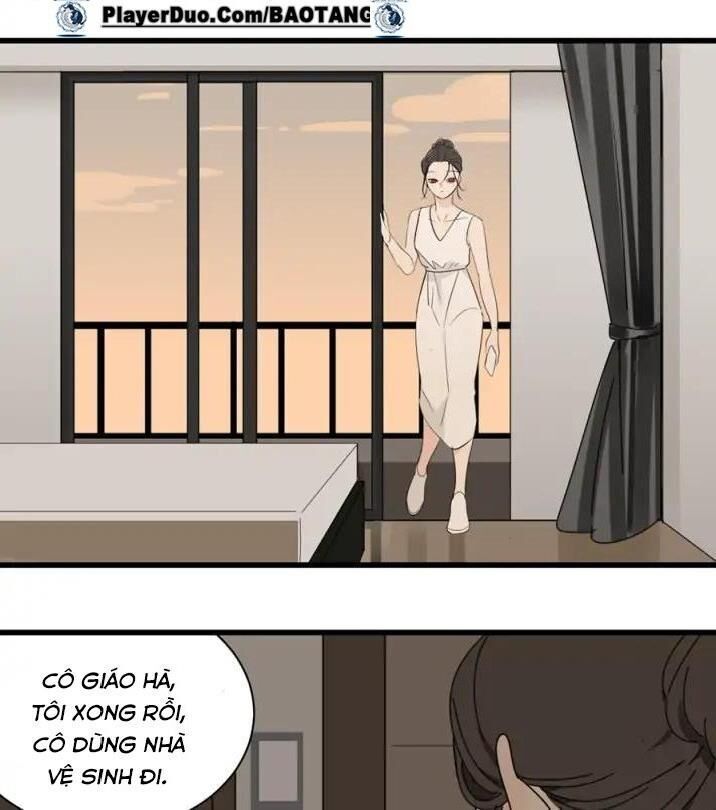 PlayerDuo.Com/BAOTANG
CÔ GIÁO HÀ,
TÔI XONG RỒI,
CÔ DÙNG NHÀ
VỆ SINH ĐI.